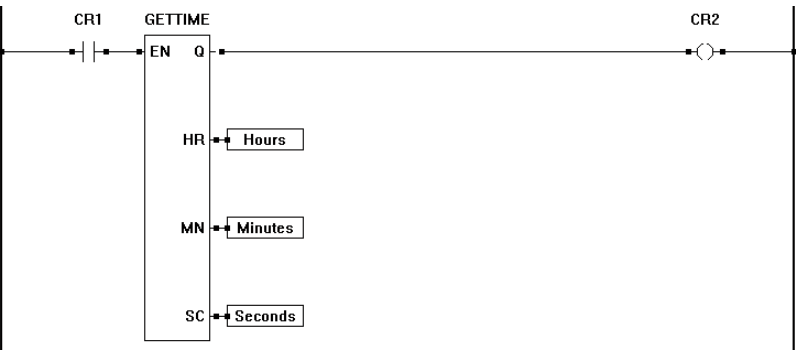 CR1 GETTIME CR2
EN Q
HR Hours
MN Minutes
SC Seconds